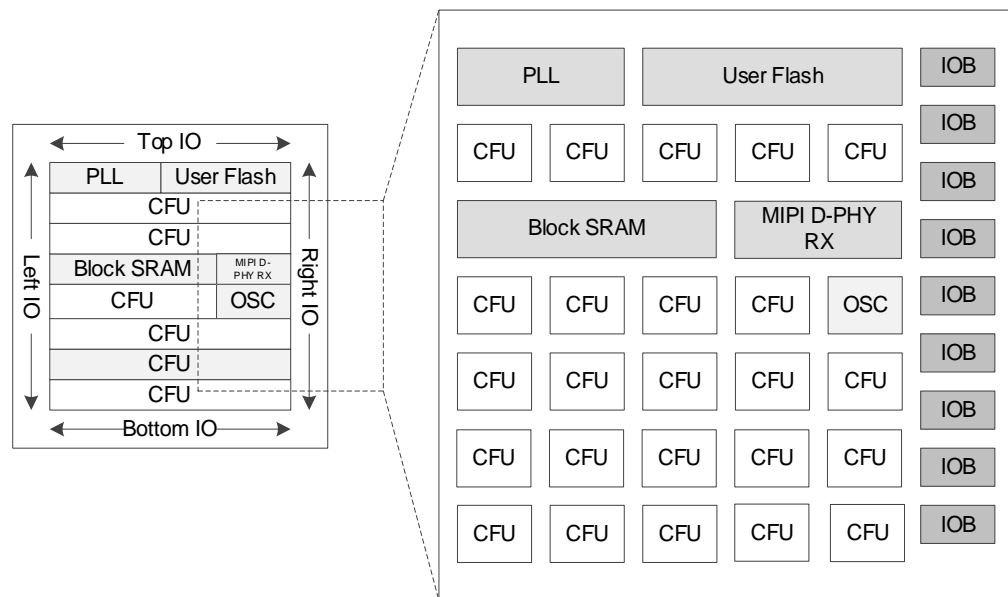 Top IO
PLL User Flash
CFU
CFU
Block SRAM MIPI D-
PHY RX
CFU OSC
CFU
CFU
CFU
Left IO
Right IO
Bottom IO
PLL User Flash IOB
IOB
CFU CFU CFU CFU CFU
IOB
Block SRAM MIPI D-PHY
RX
IOB
CFU CFU CFU CFU OSC
IOB
IOB
CFU CFU CFU CFU CFU
IOB
CFU CFU CFU CFU CFU
IOB
CFU CFU CFU CFU CFU
IOB